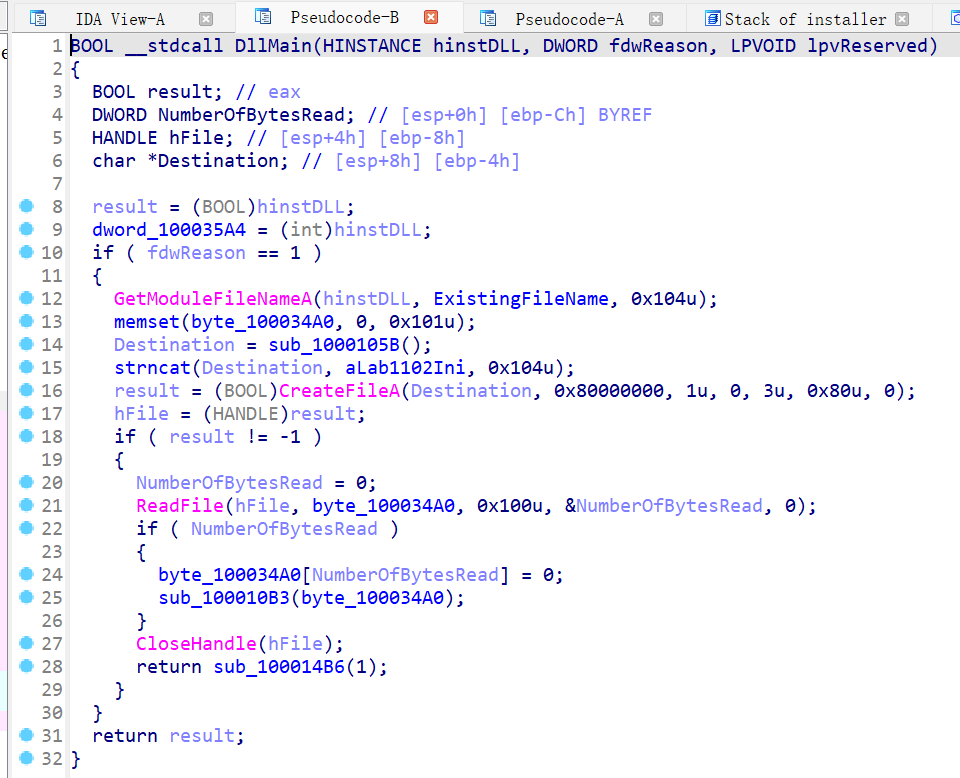 IDA View-A Pseudocode-B Pseudocode-A Stack of installer
1 BOOL __stdcall DllMain(HINSTANCE hinstDLL, DWORD fdwReason, LPVOID lpvReserved)
2 {
3 BOOL result; // eax
4 DWORD NumberOfBytesRead; // [esp+0h] [ebp-Ch] BYREF
5 HANDLE hFile; // [esp+4h] [ebp-8h]
6 char *Destination; // [esp+8h] [ebp-4h]
7
8 result = (BOOL)hinstDLL;
9 dword_100035A4 = (int)hinstDLL;
10 if ( fdwReason == 1 )
11 {
12 GetModuleFileNameA(hinstDLL, ExistingFileName, 0x104u);
13 memset(byte_100034A0, 0, 0x101u);
14 Destination = sub_1000105B();
15 strncat(Destination, aLab1102Ini, 0x104u);
16 result = (BOOL)CreateFileA(Destination, 0x80000000, 1u, 0, 3u, 0x80u, 0);
17 hFile = (HANDLE)result;
18 if ( result != -1 )
19 {
20 NumberOfBytesRead = 0;
21 ReadFile(hFile, byte_100034A0, 0x100u, &NumberOfBytesRead, 0);
22 if ( NumberOfBytesRead )
23 {
24 byte_100034A0[NumberOfBytesRead] = 0;
25 sub_100010B3(byte_100034A0);
26 }
27 CloseHandle(hFile);
28 return sub_100014B6(1);
29 }
30 }
31 return result;
32 }